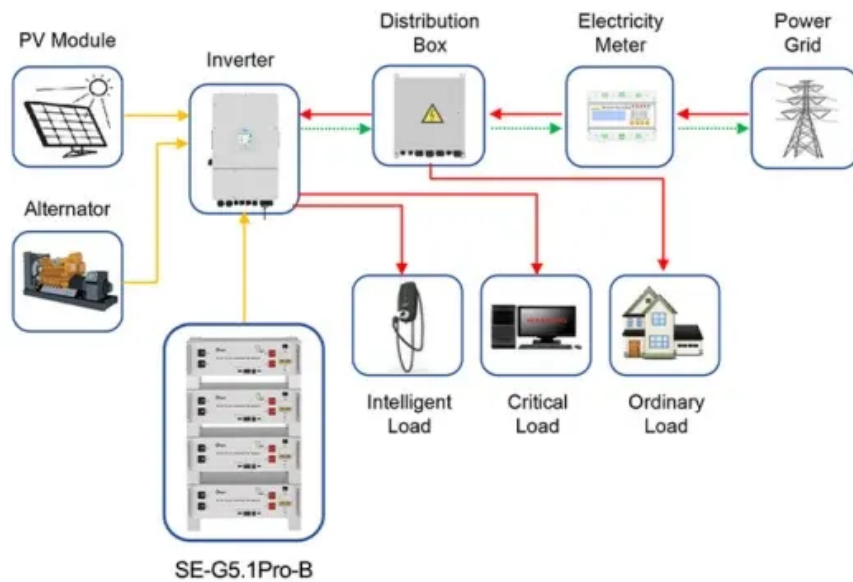 PV Module
Inverter
Distribution
Box
Electricity
Meter
Power
Grid
Alternator
Intelligent
Load
Critical
Load
Ordinary
Load
SE-G5.1Pro-B